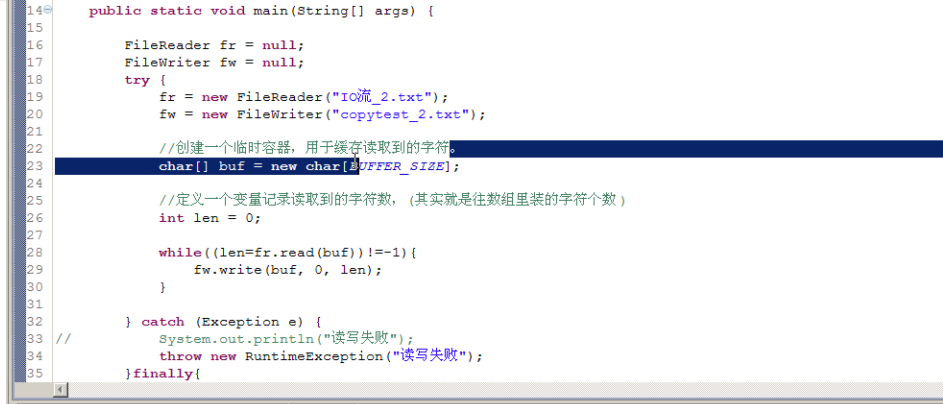 14 public static void main(String[] args) {
15
16 FileReader fr = null;
17 FileWriter fw = null;
18 try {
19 fr = new FileReader("IO流_2.txt");
20 fw = new FileWriter("copytest_2.txt");
21
22 //创建一个临时容器，用于缓存读取到的字符。
23 char[] buf = new char[BUFFER_SIZE];
24
25 //定义一个变量记录读取到的字符数，(其实就是往数组里装的字符个数)
26 int len = 0;
27
28 while((len=fr.read(buf))!=-1){
29 fw.write(buf, 0, len);
30 }
31
32 } catch (Exception e) {
33 // System.out.println("读写失败");
34 throw new RuntimeException("读写失败");
35 }finally{